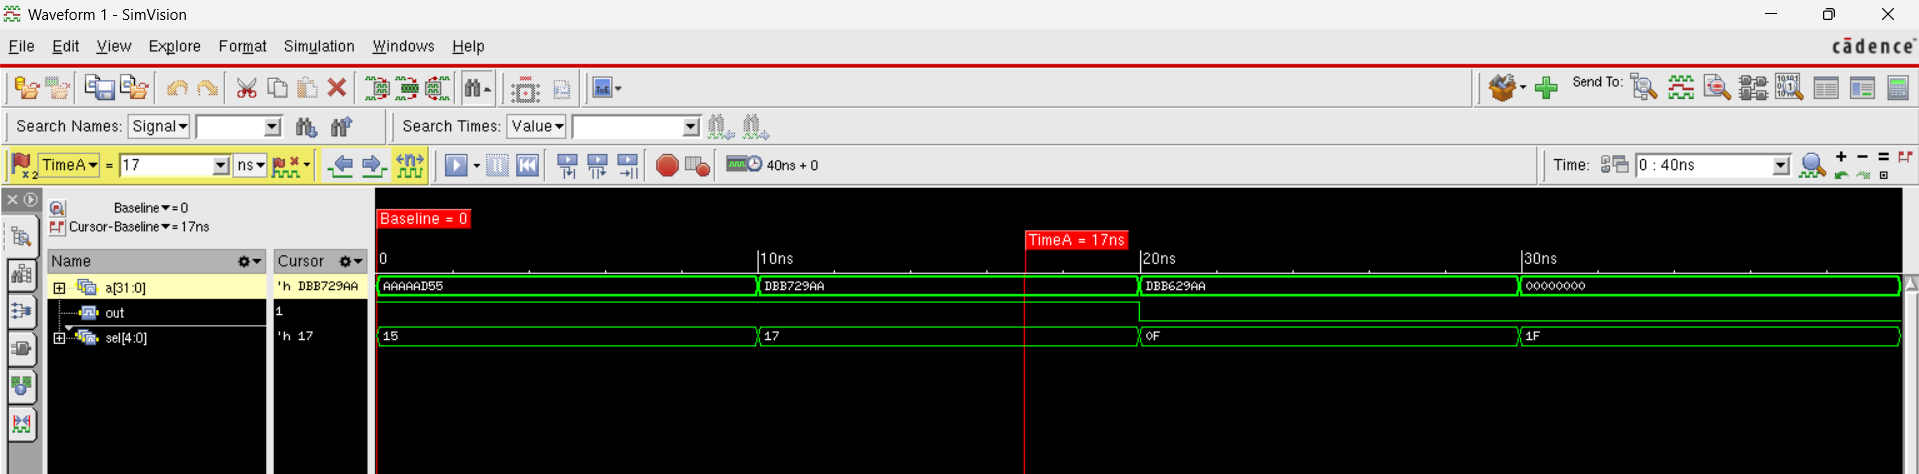 Waveform 1 - SimVision
File Edit View Explore Format Simulation Windows Help
cādence
Send To:
Search Names: Signal Search Times: Value
TimeA = 17 ns 40ns + 0 Time: 0 : 40ns
Baseline = 0
Cursor-Baseline = 17ns
Baseline = 0
TimeA = 17ns
Name Cursor 0 10ns 20ns 30ns
a[31:0] 'h DBB729AA AAAAAD55 DBB729AA DBB629AA 00000000
out 1
sel[4:0] 'h 17 15 17 0F 1F